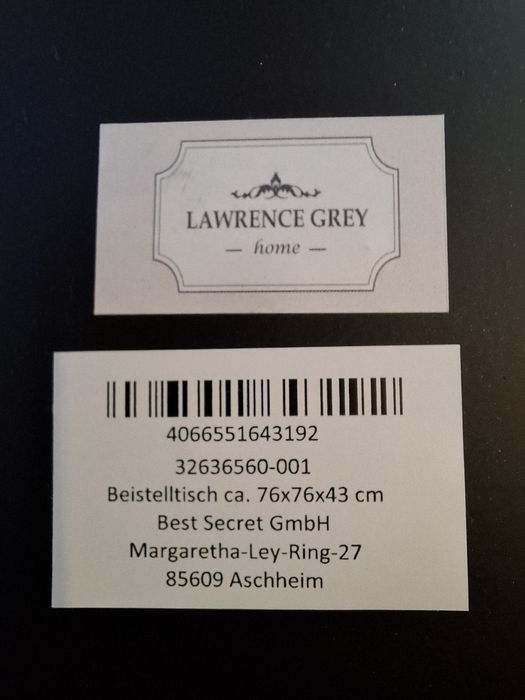 LAWRENCE GREY
— home —
4066551643192
32636560-001
Beistelltisch ca. 76x76x43 cm
Best Secret GmbH
Margaretha-Ley-Ring-27
85609 Aschheim